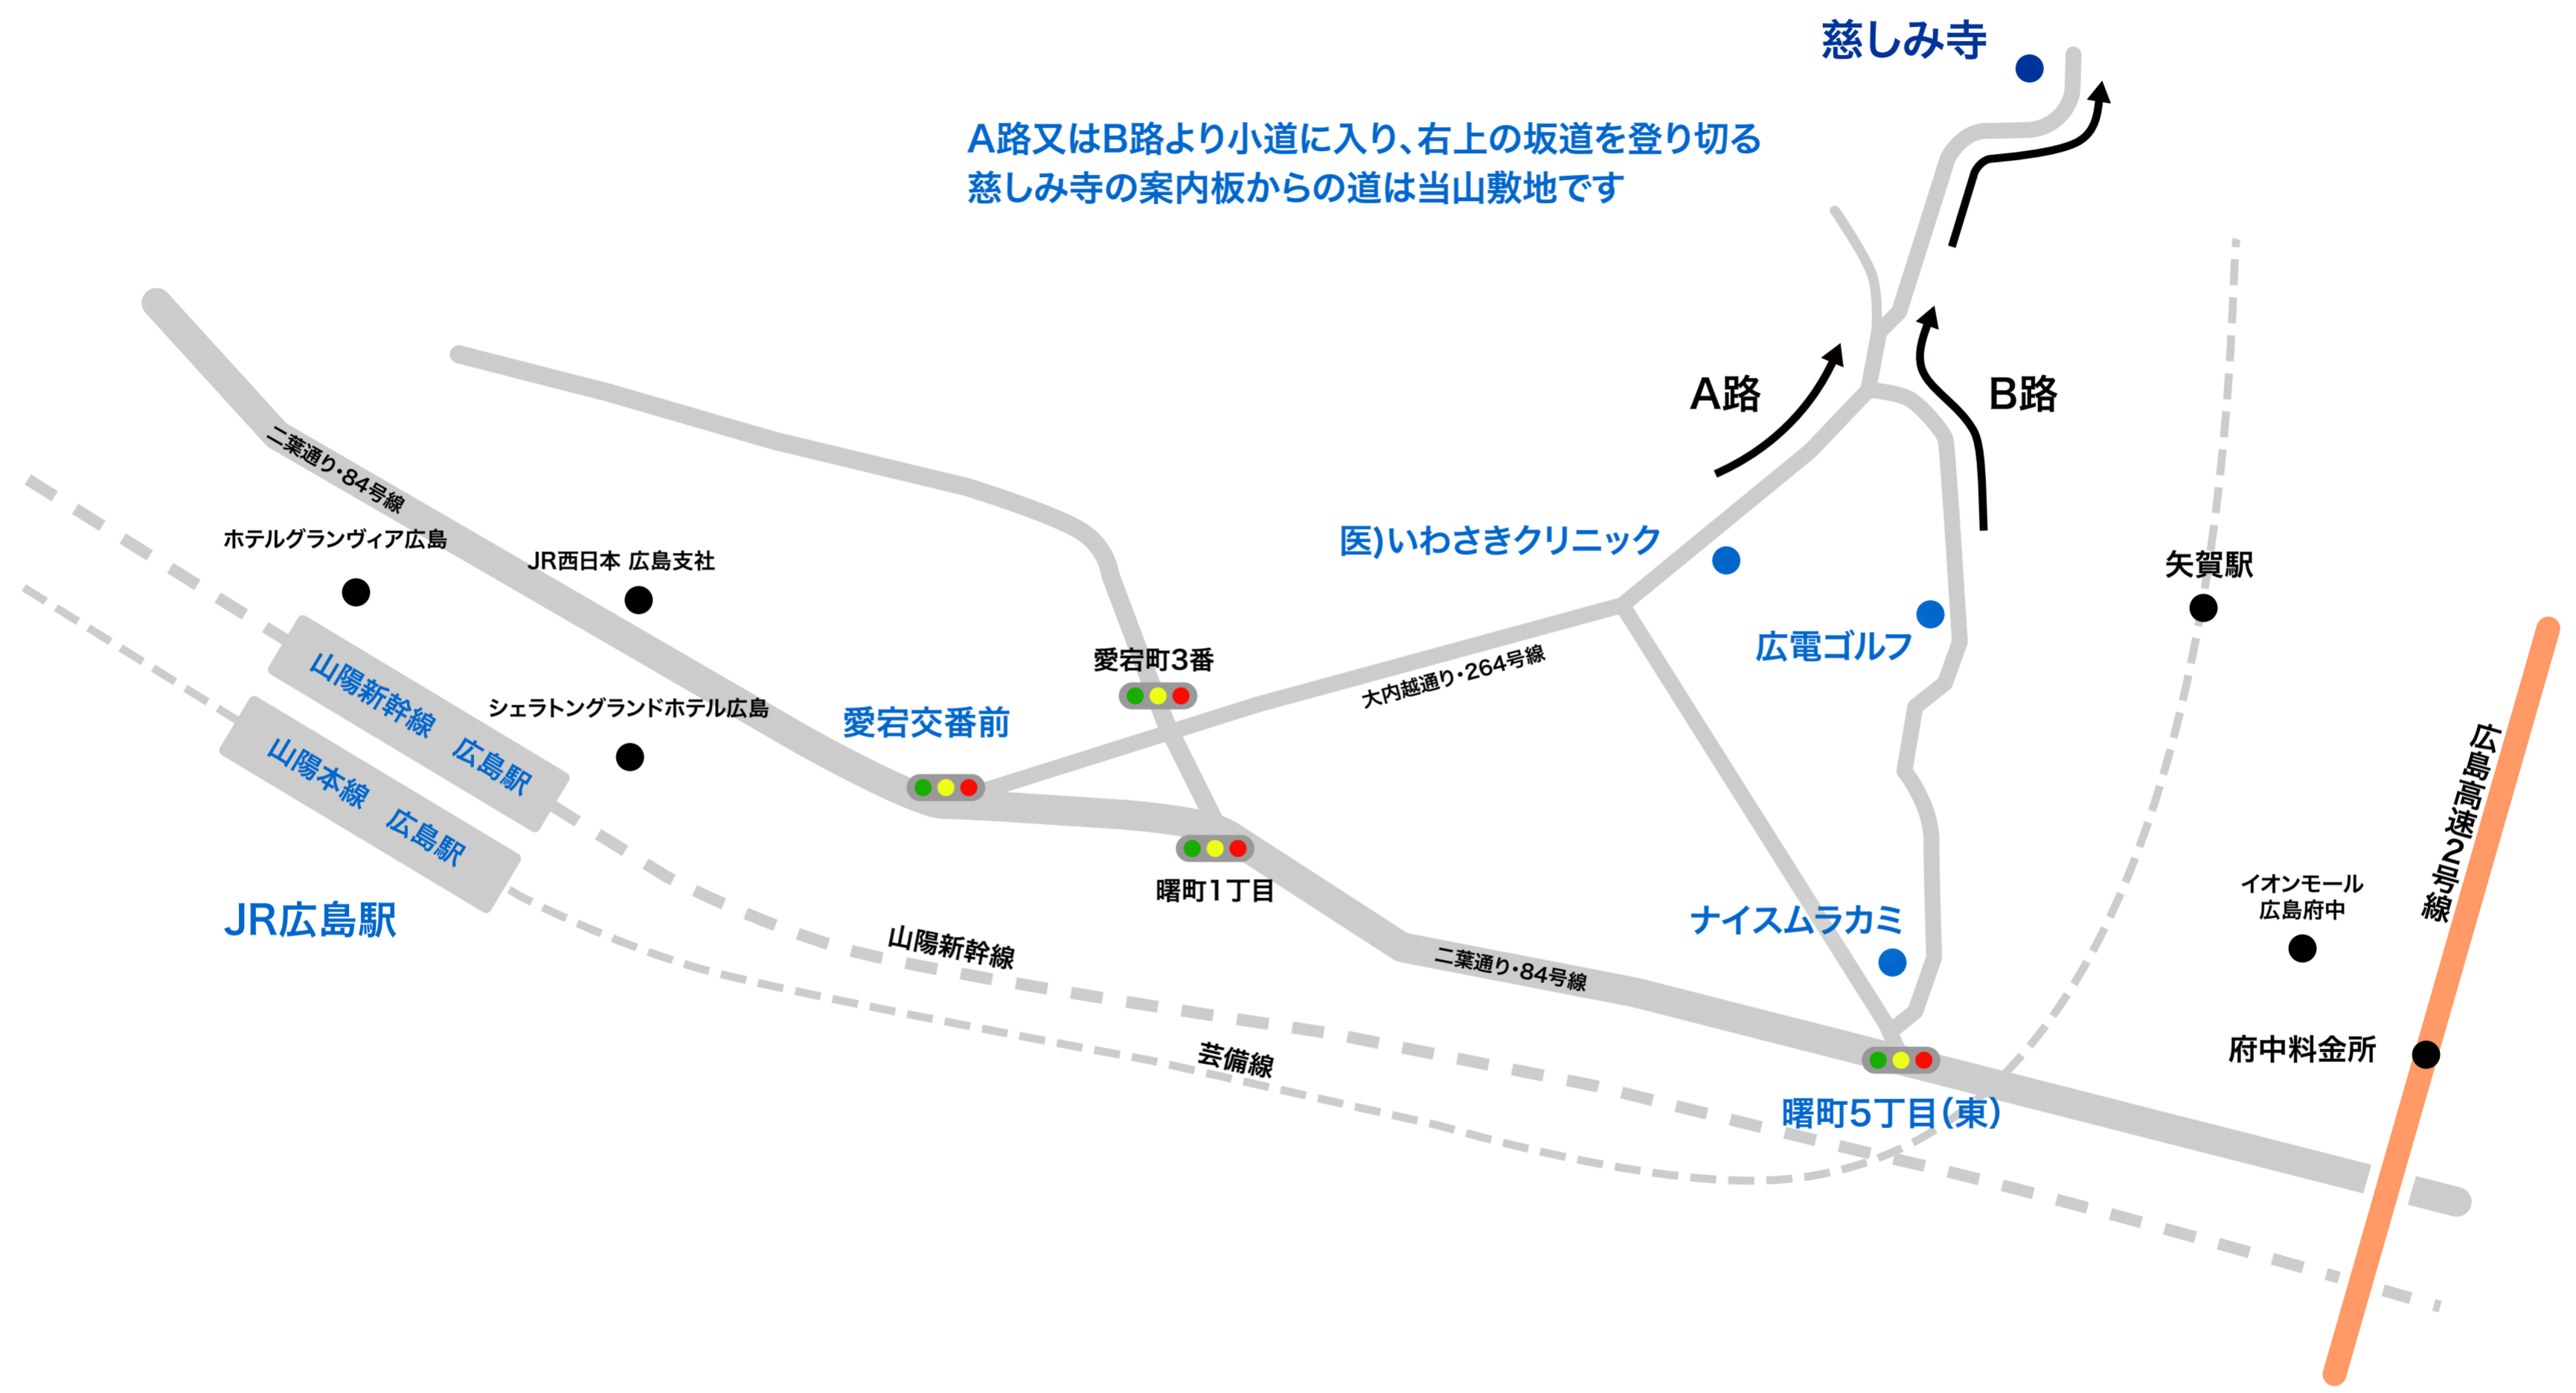 慈しみ寺
A路又はB路より小道に入り、右上の坂道を登り切る
慈しみ寺の案内板からの道は当山敷地です
A路
B路
二葉通り・84号線
ホテルグランヴィア広島
JR西日本 広島支社
医)いわさきクリニック
矢賀駅
広電ゴルフ
愛宕町3番
大内越通り・264号線
山陽新幹線　広島駅
シェラトングランドホテル広島
愛宕交番前
山陽本線　広島駅
広島高速2号線
曙町1丁目
イオンモール
広島府中
JR広島駅
ナイスムラカミ
山陽新幹線
二葉通り・84号線
芸備線
府中料金所
曙町5丁目(東)